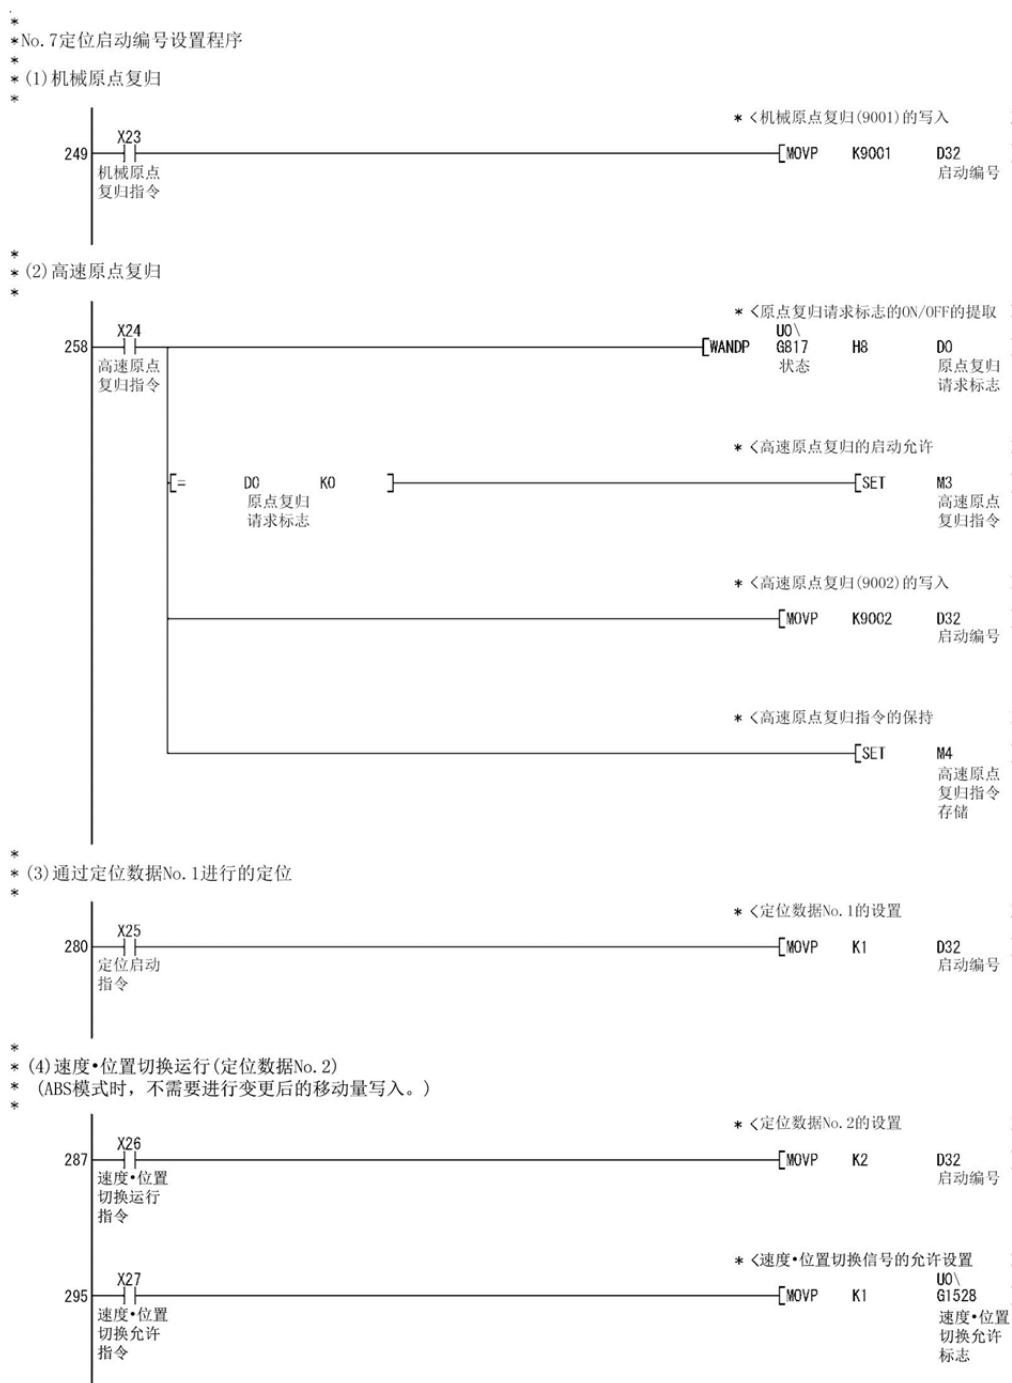 *
*No.7定位启动编号设置程序
*
*(1)机械原点复归
*
* <机械原点复归(9001)的写入
X23
249 [MOVP K9001 D32
机械原点 启动编号
复归指令
*
*(2)高速原点复归
*
* <原点复归请求标志的ON/OFF的提取
X24 U0\
258 [WANDP G817 H8 D0
高速原点 状态 原点复归
复归指令 请求标志
* <高速原点复归的启动允许
[= D0 K0 ] [SET M3
原点复归 高速原点
请求标志 复归指令
* <高速原点复归(9002)的写入
[MOVP K9002 D32
启动编号
* <高速原点复归指令的保持
[SET M4
高速原点
复归指令
存储
*
*(3)通过定位数据No.1进行的定位
*
* <定位数据No.1的设置
X25
280 [MOVP K1 D32
定位启动 启动编号
指令
*
*(4)速度•位置切换运行(定位数据No.2)
* (ABS模式时，不需要进行变更后的移动量写入。)
*
* <定位数据No.2的设置
X26
287 [MOVP K2 D32
速度•位置 启动编号
切换运行
指令
* <速度•位置切换信号的允许设置
X27 U0\
295 [MOVP K1 G1528
速度•位置 速度•位置
切换允许 切换允许
指令 标志